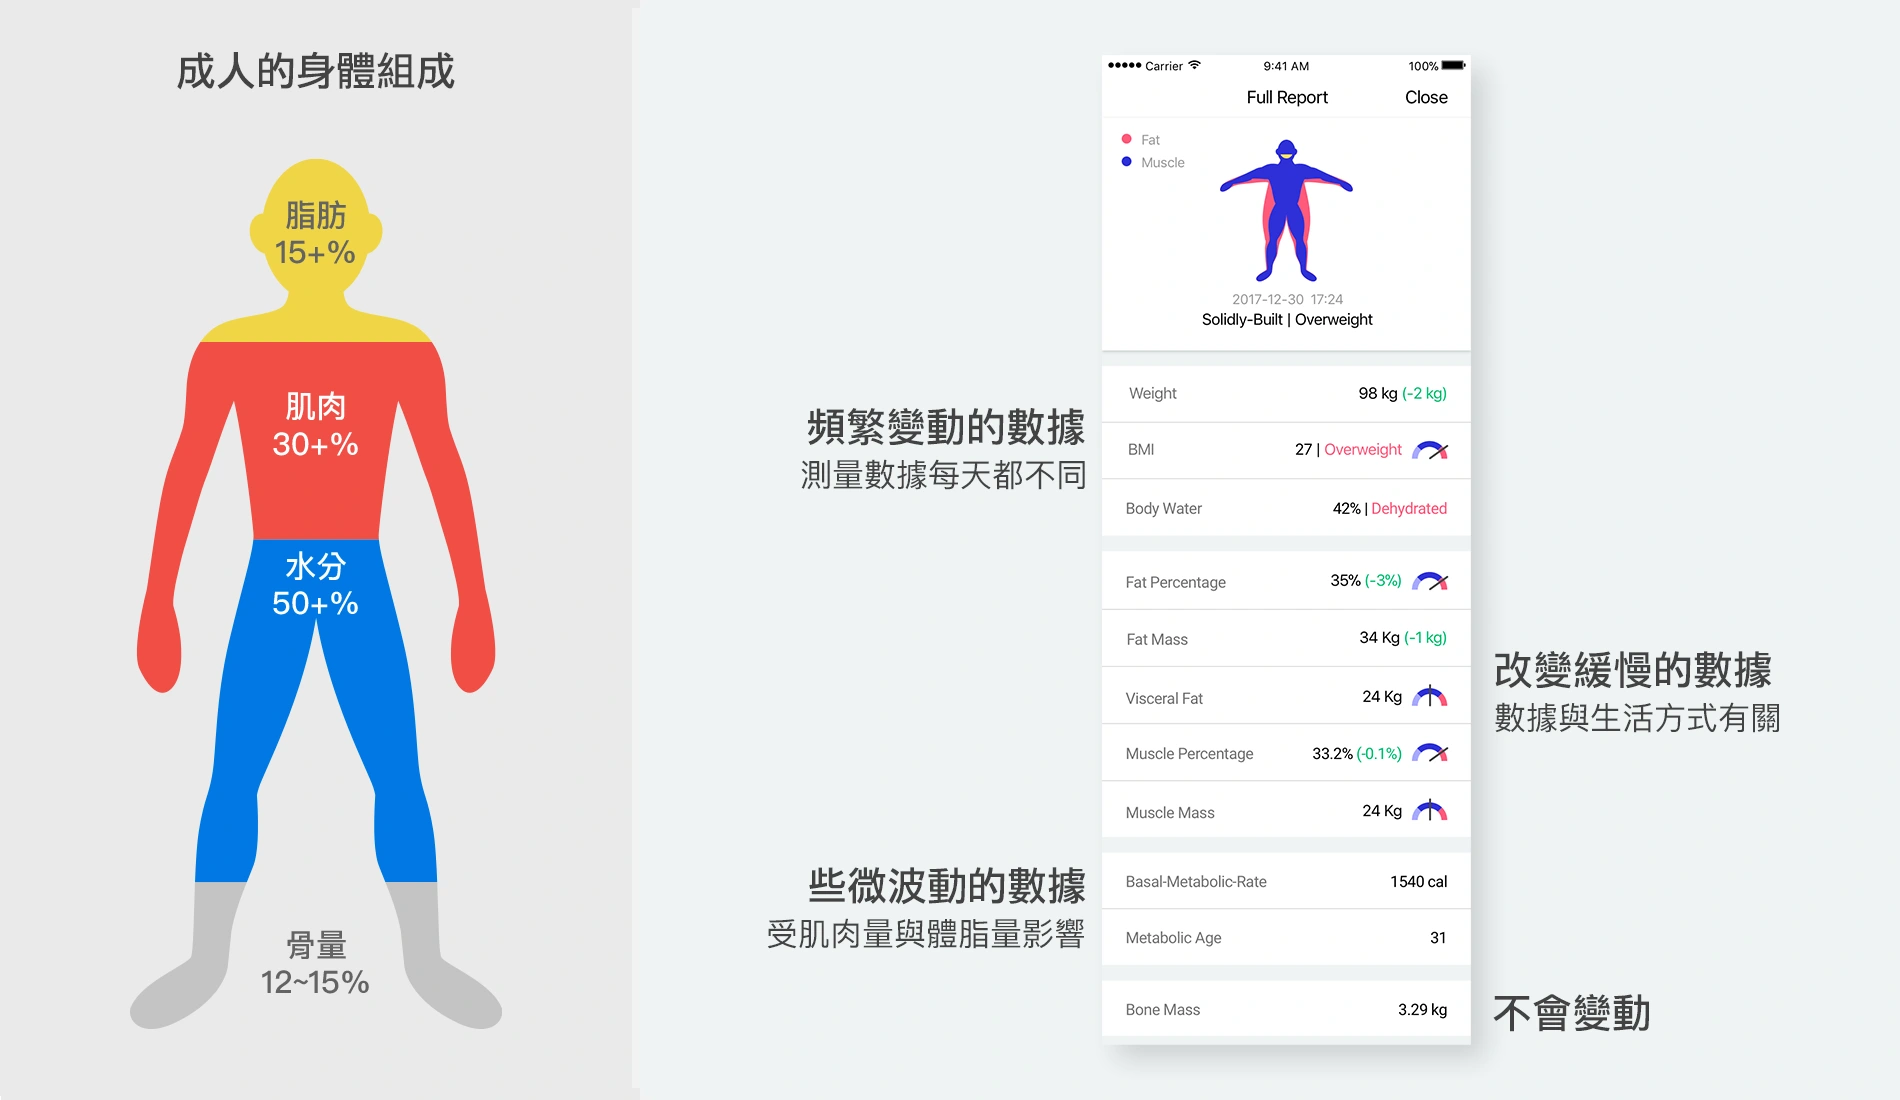 成人的身體組成
脂肪
15+%
肌肉
30+%
水分
50+%
骨量
12~15%
頻繁變動的數據
測量數據每天都不同
些微波動的數據
受肌肉量與體脂量影響
Carrier 9:41 AM 100%
Full Report Close
Fat
Muscle
2017-12-30 17:24
Solidly-Built | Overweight
Weight 98 kg (-2 kg)
BMI 27 | Overweight
Body Water 42% | Dehydrated
Fat Percentage 35% (-3%)
Fat Mass 34 Kg (-1 kg)
Visceral Fat 24 Kg
Muscle Percentage 33.2% (-0.1%)
Muscle Mass 24 Kg
Basal-Metabolic-Rate 1540 cal
Metabolic Age 31
Bone Mass 3.29 kg
改變緩慢的數據
數據與生活方式有關
不會變動